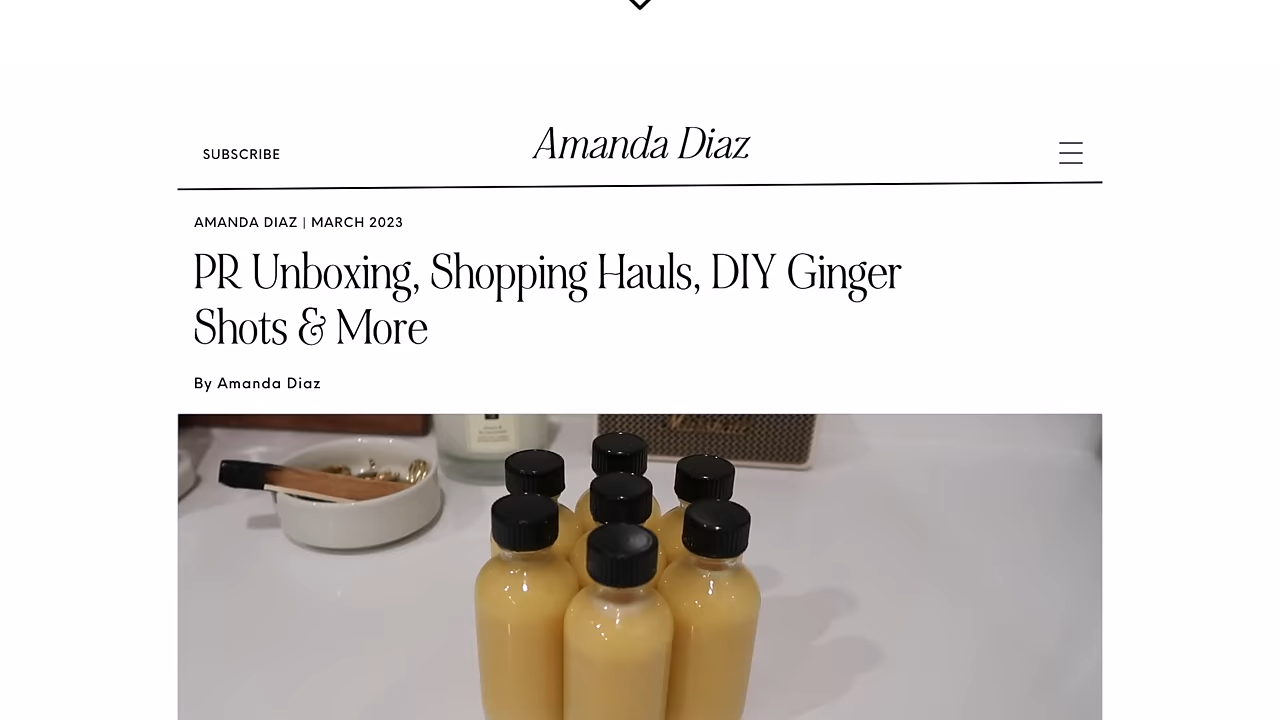 SUBSCRIBE
Amanda Diaz
AMANDA DIAZ | MARCH 2023
PR Unboxing, Shopping Hauls, DIY Ginger
Shots & More
By Amanda Diaz